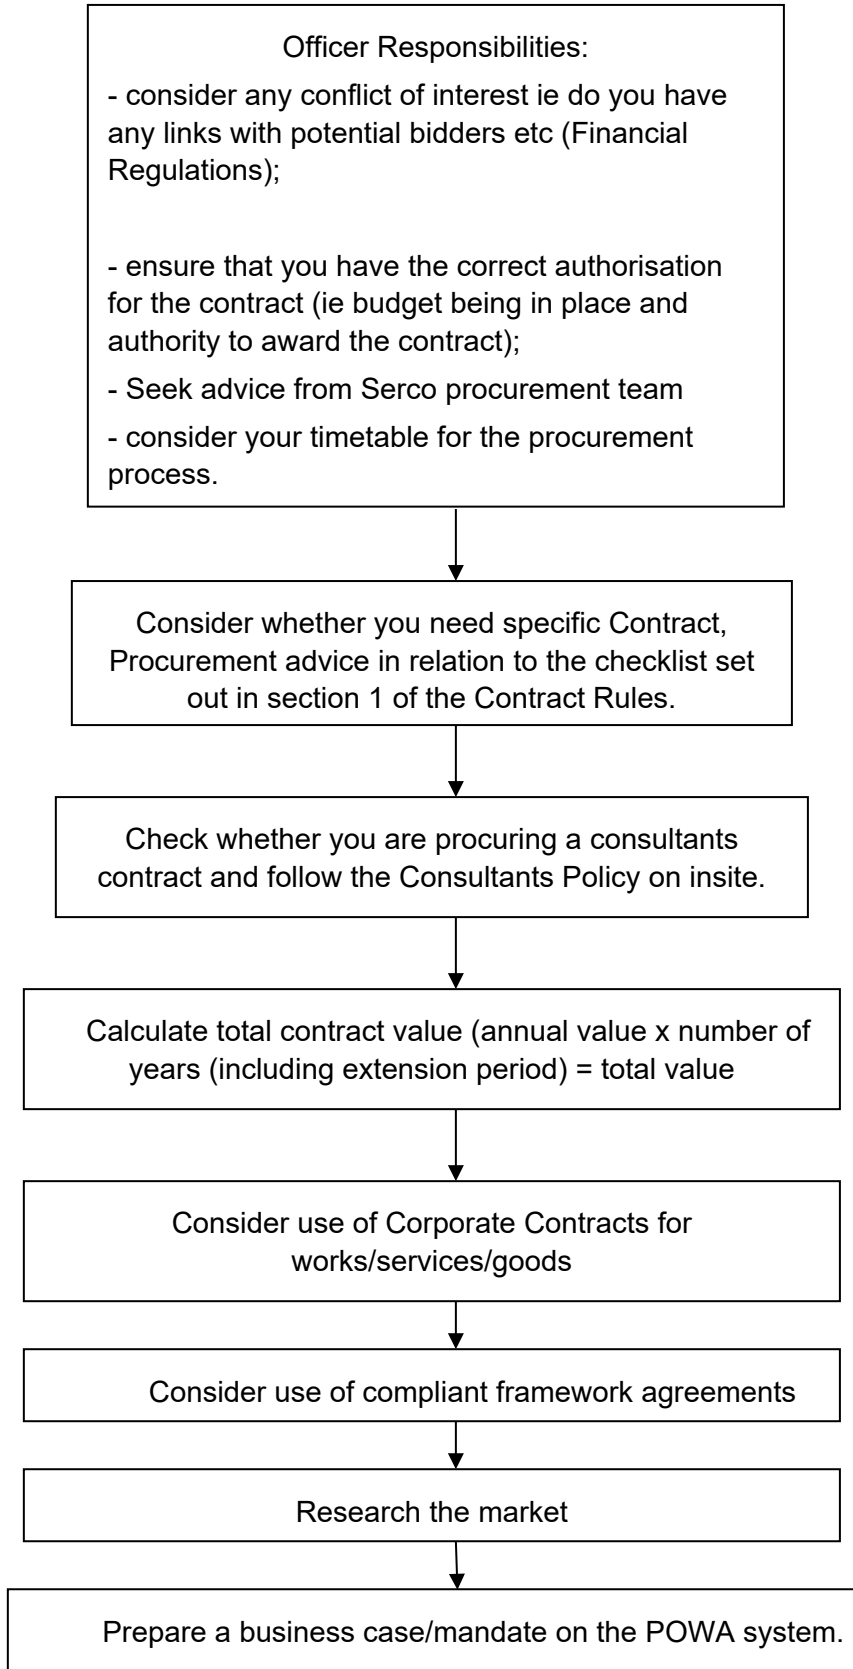 Officer Responsibilities:
- consider any conflict of interest ie do you have
any links with potential bidders etc (Financial
Regulations);
- ensure that you have the correct authorisation
for the contract (ie budget being in place and
authority to award the contract);
- Seek advice from Serco procurement team
- consider your timetable for the procurement
process.
Consider whether you need specific Contract,
Procurement advice in relation to the checklist set
out in section 1 of the Contract Rules.
Check whether you are procuring a consultants
contract and follow the Consultants Policy on insite.
Calculate total contract value (annual value x number of
years (including extension period) = total value
Consider use of Corporate Contracts for
works/services/goods
Consider use of compliant framework agreements
Research the market
Prepare a business case/mandate on the POWA system.